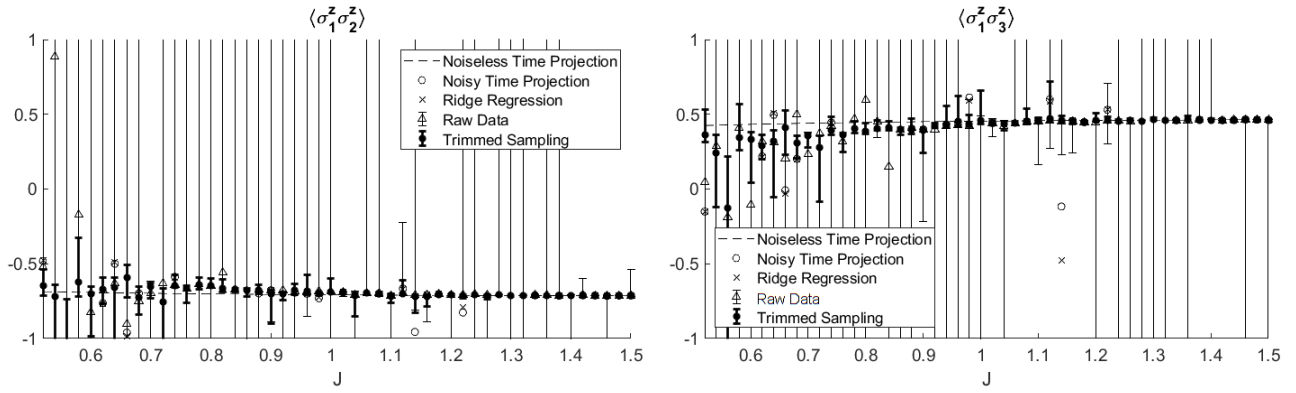 ⟨σ₁ᶻσ₂ᶻ⟩
1
0.5
0
-0.5
-1
0.6 0.7 0.8 0.9 1 1.1 1.2 1.3 1.4 1.5
J
Noiseless Time Projection
Noisy Time Projection
Ridge Regression
Raw Data
Trimmed Sampling
⟨σ₁ᶻσ₃ᶻ⟩
1
0.5
0
-0.5
-1
0.6 0.7 0.8 0.9 1 1.1 1.2 1.3 1.4 1.5
J
Noiseless Time Projection
Noisy Time Projection
Ridge Regression
Raw Data
Trimmed Sampling